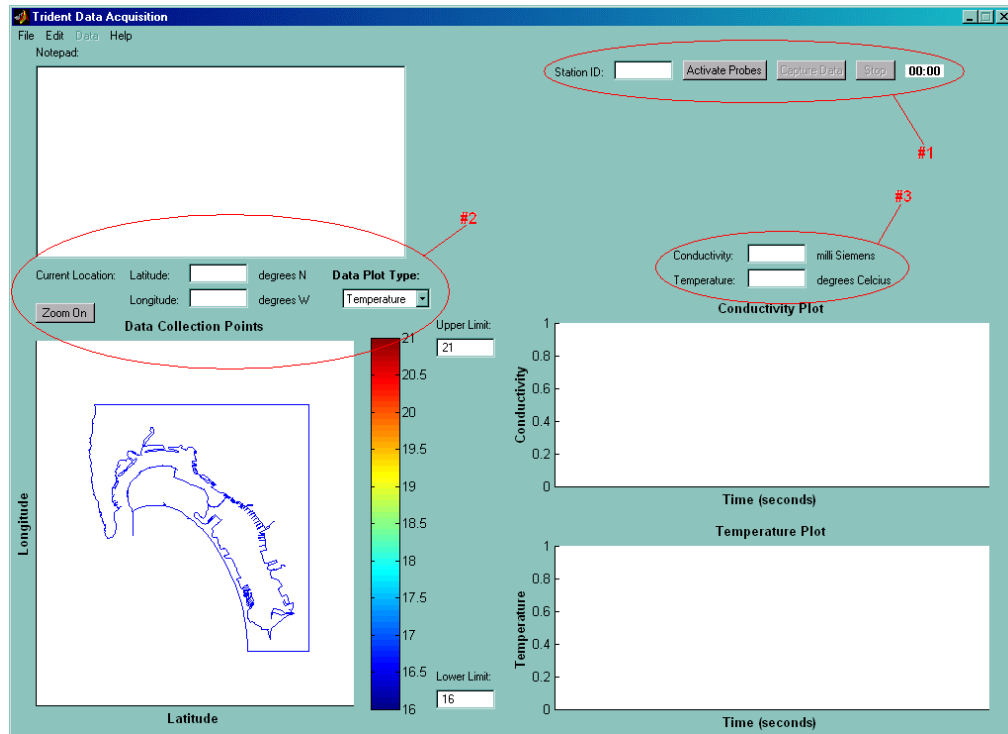 Trident Data Acquisition
File Edit Data Help
Notepad:
Station ID: Activate Probes Capture Data Stop 00:00
#1
#2
#3
Current Location: Latitude: degrees N Data Plot Type:
Longitude: degrees W Temperature
Zoom On
Conductivity: milli Siemens
Temperature: degrees Celcius
Data Collection Points
Upper Limit:
21
21
20.5
20
19.5
19
18.5
18
17.5
17
16.5
16
Lower Limit:
16
Longitude
Latitude
Conductivity Plot
1
0.8
0.6
0.4
0.2
0
Conductivity
Time (seconds)
Temperature Plot
1
0.8
0.6
0.4
0.2
0
Temperature
Time (seconds)